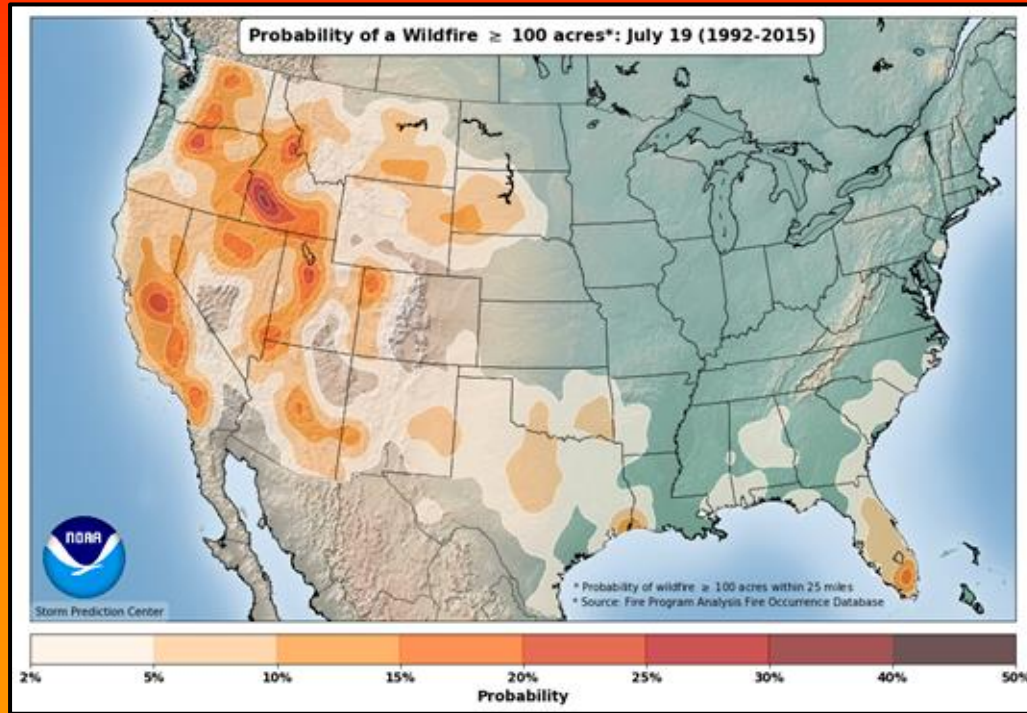 Probability of a Wildfire ≥ 100 acres*: July 19 (1992-2015)
NOAA
Storm Prediction Center
* Probability of wildfire ≥ 100 acres within 25 miles
* Source: Fire Program Analysis Fire Occurrence Database
2% 5% 10% 15% 20% 25% 30% 40% 50%
Probability